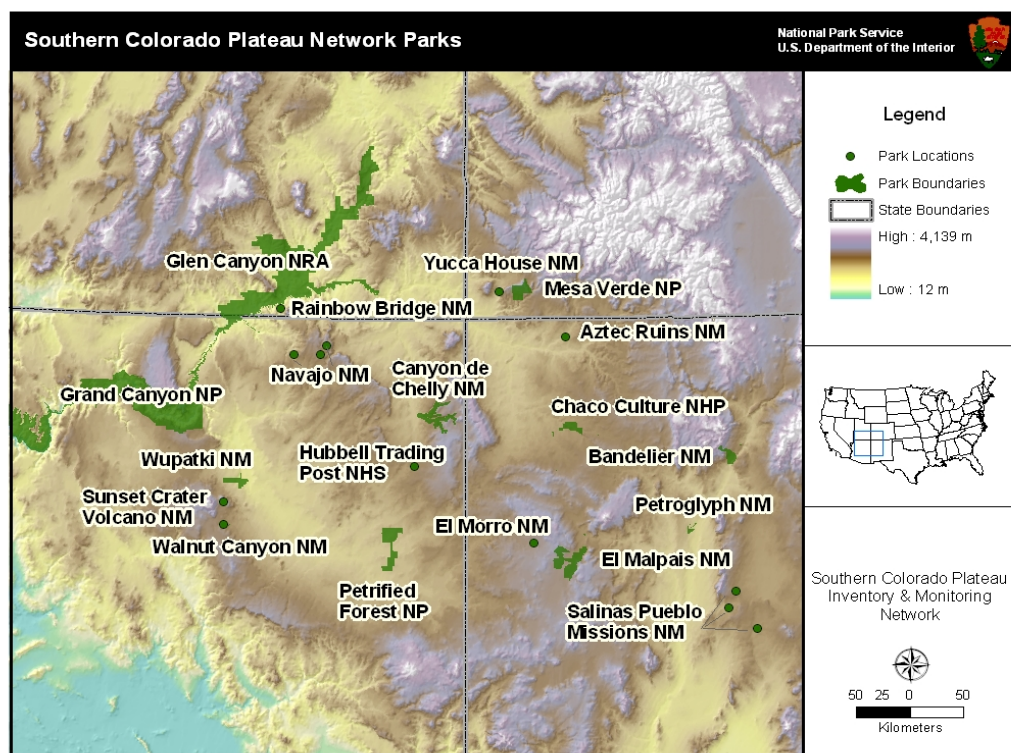 Southern Colorado Plateau Network Parks
National Park Service
U.S. Department of the Interior
Glen Canyon NRA
Yucca House NM
Mesa Verde NP
Rainbow Bridge NM
Aztec Ruins NM
Navajo NM
Canyon de
Chelly NM
Grand Canyon NP
Chaco Culture NHP
Wupatki NM
Hubbell Trading
Post NHS
Bandelier NM
Sunset Crater
Volcano NM
Petroglyph NM
Walnut Canyon NM
El Morro NM
El Malpais NM
Petrified
Forest NP
Salinas Pueblo
Missions NM
Legend
Park Locations
Park Boundaries
State Boundaries
High : 4,139 m
Low : 12 m
Southern Colorado Plateau
Inventory & Monitoring
Network
50 25 0 50
Kilometers